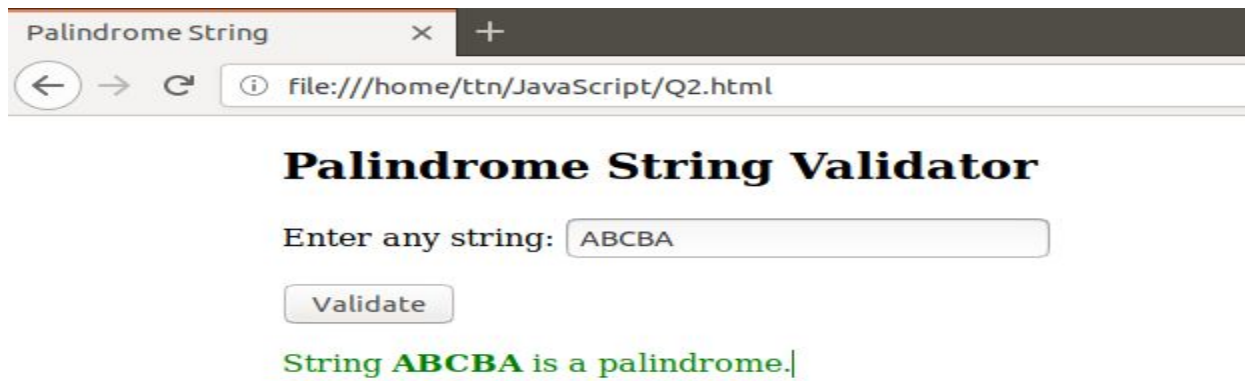 Palindrome String
file:///home/ttn/JavaScript/Q2.html
Palindrome String Validator
Enter any string: ABCBA
Validate
String ABCBA is a palindrome.